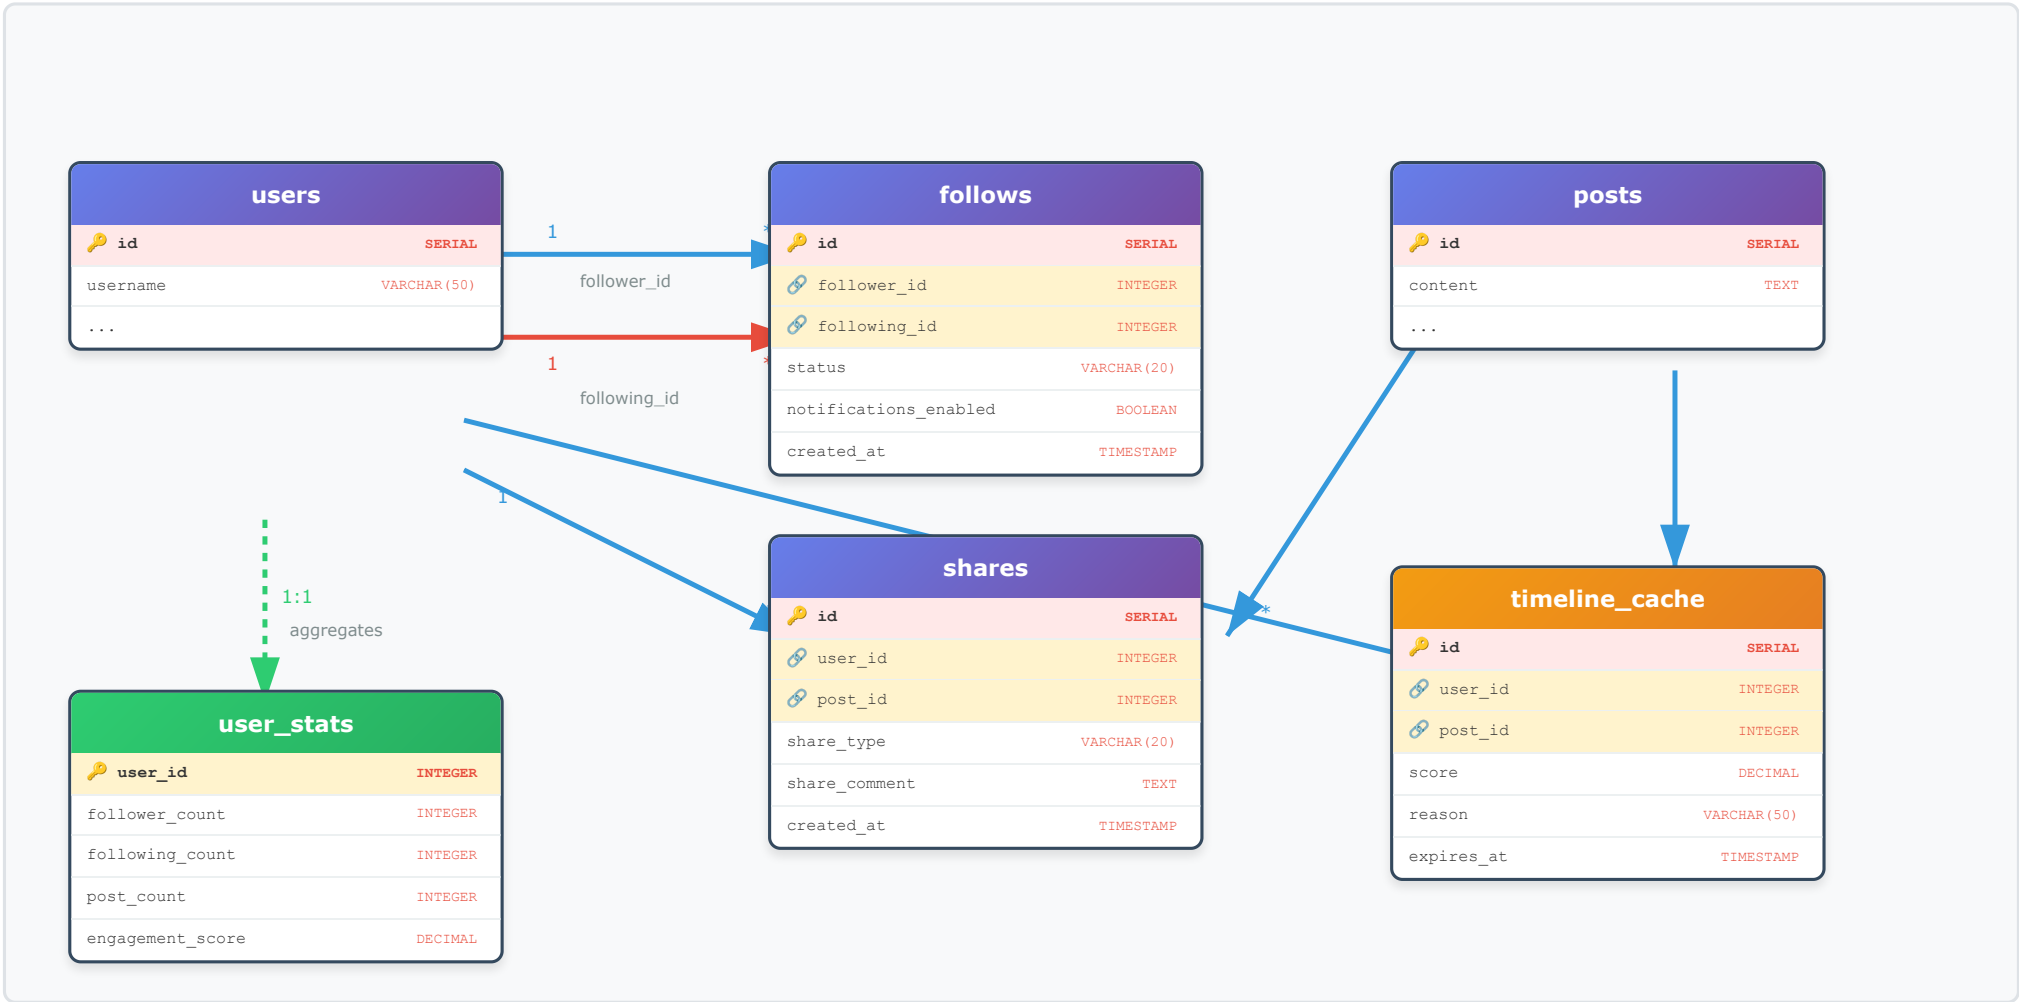 users
id SERIAL
username VARCHAR(50)
...
1 *
follower_id
1 *
following_id
follows
id SERIAL
follower_id INTEGER
following_id INTEGER
status VARCHAR(20)
notifications_enabled BOOLEAN
created_at TIMESTAMP
posts
id SERIAL
content TEXT
...
1
*
1:1
aggregates
shares
id SERIAL
user_id INTEGER
post_id INTEGER
share_type VARCHAR(20)
share_comment TEXT
created_at TIMESTAMP
timeline_cache
id SERIAL
user_id INTEGER
post_id INTEGER
score DECIMAL
reason VARCHAR(50)
expires_at TIMESTAMP
user_stats
user_id INTEGER
follower_count INTEGER
following_count INTEGER
post_count INTEGER
engagement_score DECIMAL